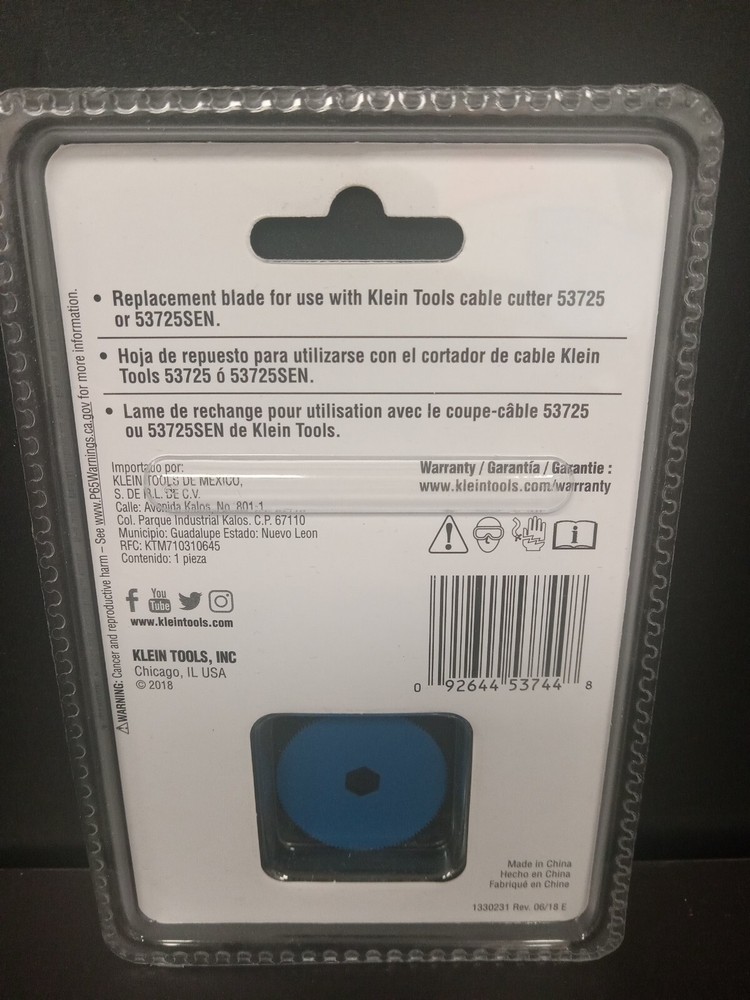 • Replacement blade for use with Klein Tools cable cutter 53725
or 53725SEN.
• Hoja de repuesto para utilizarse con el cortador de cable Klein
Tools 53725 ó 53725SEN.
• Lame de rechange pour utilisation avec le coupe-câble 53725
ou 53725SEN de Klein Tools.
Importado por:
KLEIN TOOLS DE MEXICO,
S. DE R.L. DE C.V.
Calle: Avenida Kalos, No. 801-1
Col. Parque Industrial Kalos. C.P. 67110
Municipio: Guadalupe Estado: Nuevo Leon
RFC: KTM710310645
Contenido: 1 pieza
Warranty / Garantía / Garantie :
www.kleintools.com/warranty
You
Tube
www.kleintools.com
KLEIN TOOLS, INC
Chicago, IL USA
© 2018
0 92644 53744 8
⚠WARNING: Cancer and reproductive harm – See www.P65Warnings.ca.gov for more information.
Made in China
Hecho en China
Fabriqué en Chine
1330231 Rev. 06/18 E